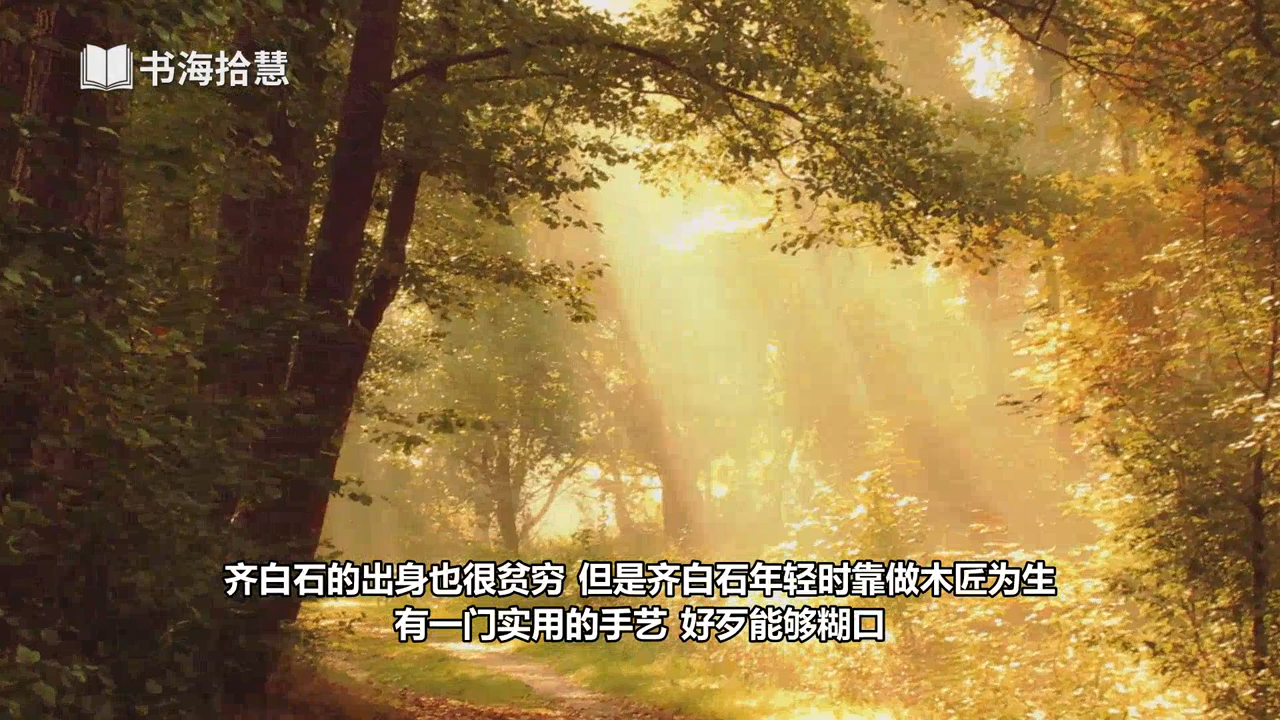 书海拾慧
齐白石的出身也很贫穷 但是齐白石年轻时靠做木匠为生
有一门实用的手艺 好歹能够糊口